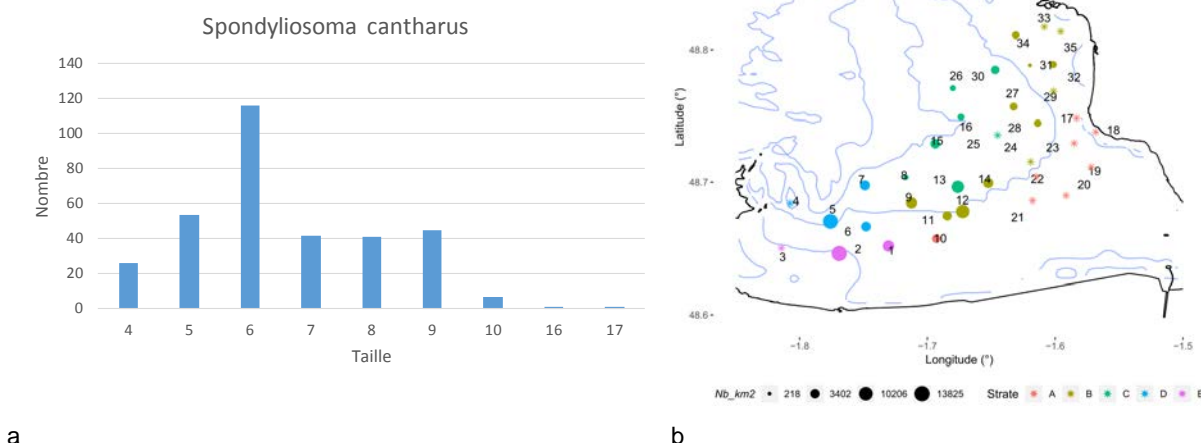 Spondyliosoma cantharus
Nombre
140
120
100
80
60
40
20
0
4 5 6 7 8 9 10 16 17
Taille
a
Latitude (°)
48.8
48.7
48.6
33
34 35
31
26 30 32
27 29
16 28 17 18
15 25 24 23
7 8 13 14 22 19
4 9 12 20
5 11 21
6 10
3 2 1
−1.8 −1.7 −1.6 −1.5
Longitude (°)
Nb_km2 218 3402 10206 13825 Strate A B C D E
b